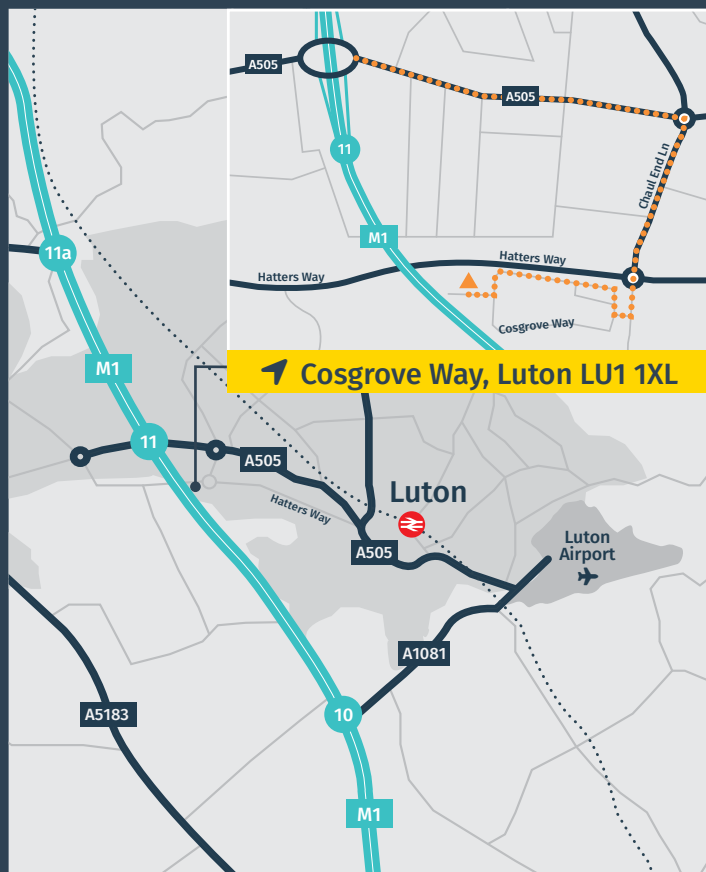 A505
A505
11
Chaul End Ln
M1
Hatters Way
Hatters Way
Cosgrove Way
Cosgrove Way, Luton LU1 1XL
11a
M1
11
A505
Luton
Hatters Way
A505
Luton
Airport
A1081
10
A5183
M1